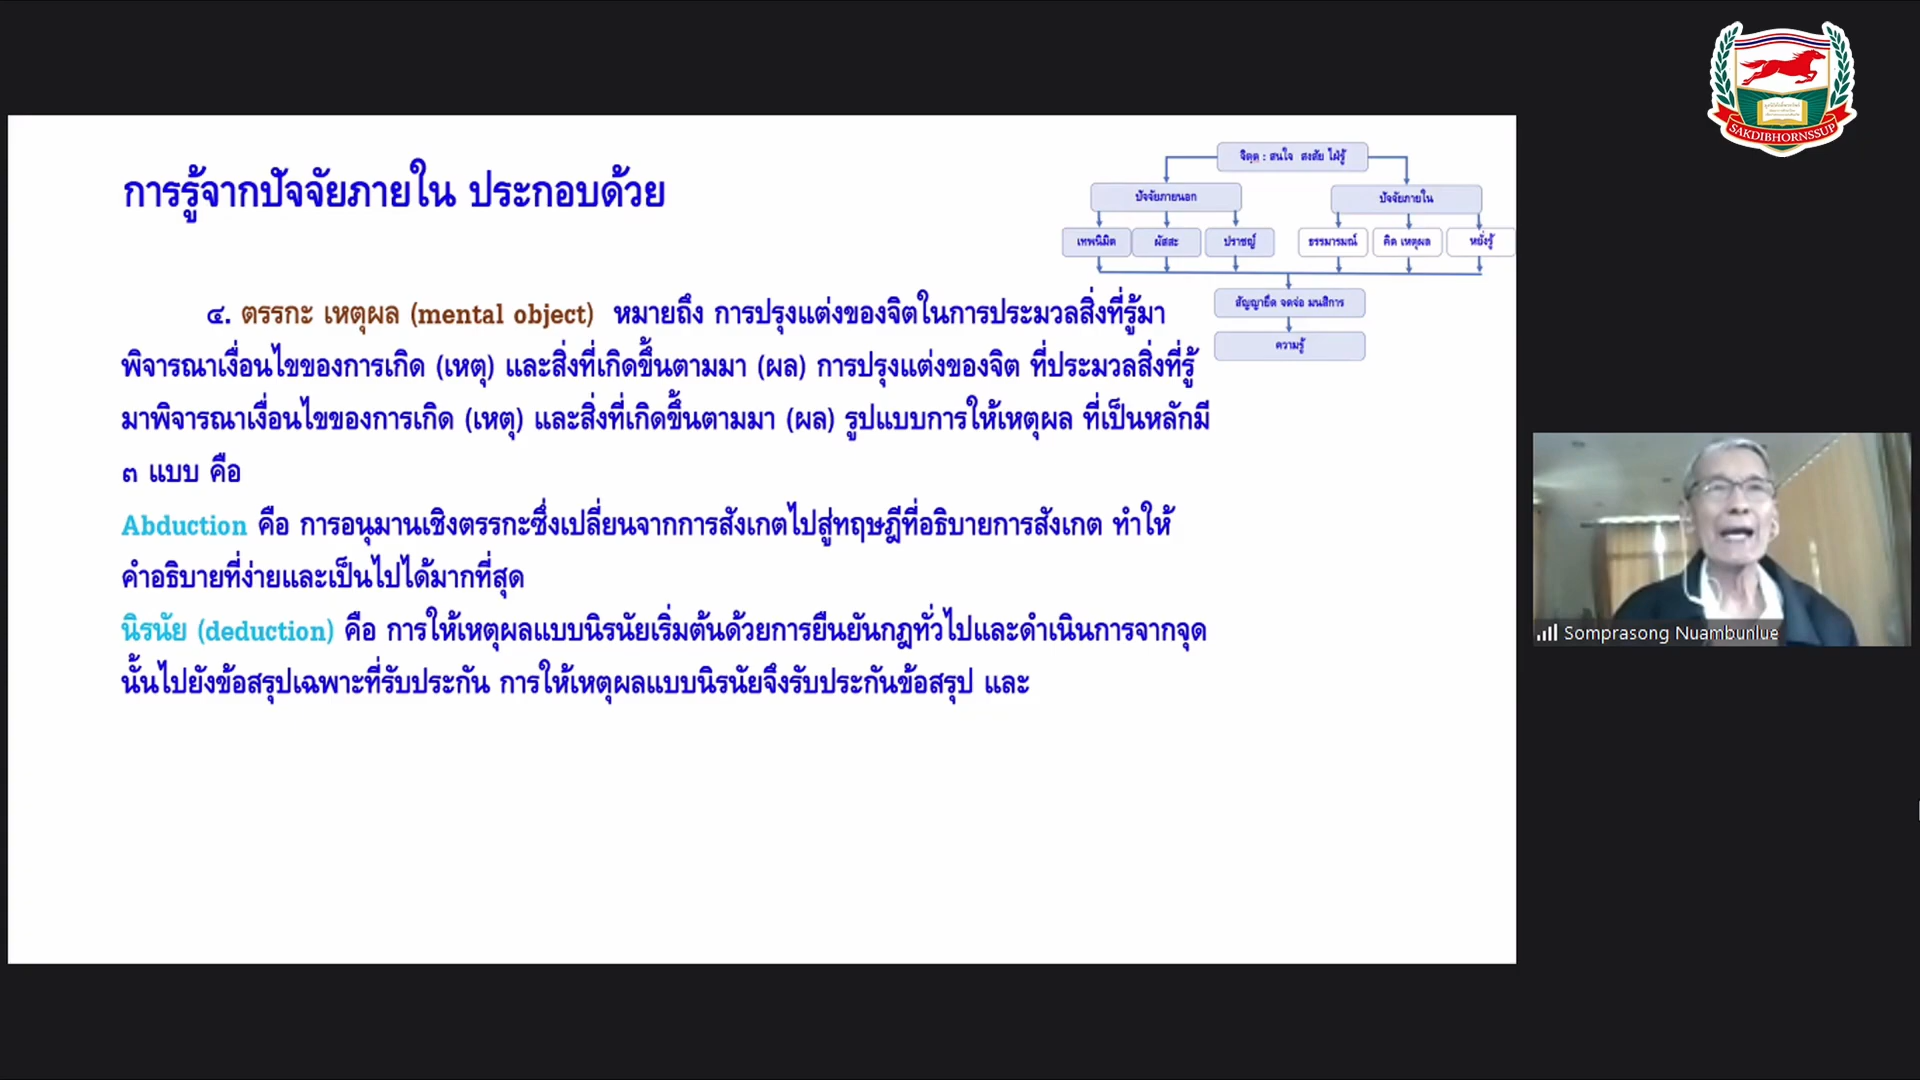 SAKDIBHORNSSUP
การรู้จากปัจจัยภายใน ประกอบด้วย
จิตฺต : สนใจ สงสัย ใฝ่รู้
ปัจจัยภายนอก
ปัจจัยภายใน
เทพนิมิต
ผัสสะ
ปราชญ์
ธรรมารมณ์
คิด เหตุผล
หยั่งรู้
สัญญายึด จดจ่อ มนสิการ
ความรู้
๔. ตรรกะ เหตุผล (mental object) หมายถึง การปรุงแต่งของจิตในการประมวลสิ่งที่รู้มา
พิจารณาเงื่อนไขของการเกิด (เหตุ) และสิ่งที่เกิดขึ้นตามมา (ผล) การปรุงแต่งของจิต ที่ประมวลสิ่งที่รู้
มาพิจารณาเงื่อนไขของการเกิด (เหตุ) และสิ่งที่เกิดขึ้นตามมา (ผล) รูปแบบการให้เหตุผล ที่เป็นหลักมี
๓ แบบ คือ
Abduction คือ การอนุมานเชิงตรรกะซึ่งเปลี่ยนจากการสังเกตไปสู่ทฤษฎีที่อธิบายการสังเกต ทำให้
คำอธิบายที่ง่ายและเป็นไปได้มากที่สุด
นิรนัย (deduction) คือ การให้เหตุผลแบบนิรนัยเริ่มต้นด้วยการยืนยันกฎทั่วไปและดำเนินการจากจุด
นั้นไปยังข้อสรุปเฉพาะที่รับประกัน การให้เหตุผลแบบนิรนัยจึงรับประกันข้อสรุป และ
Somprasong Nuambunlue